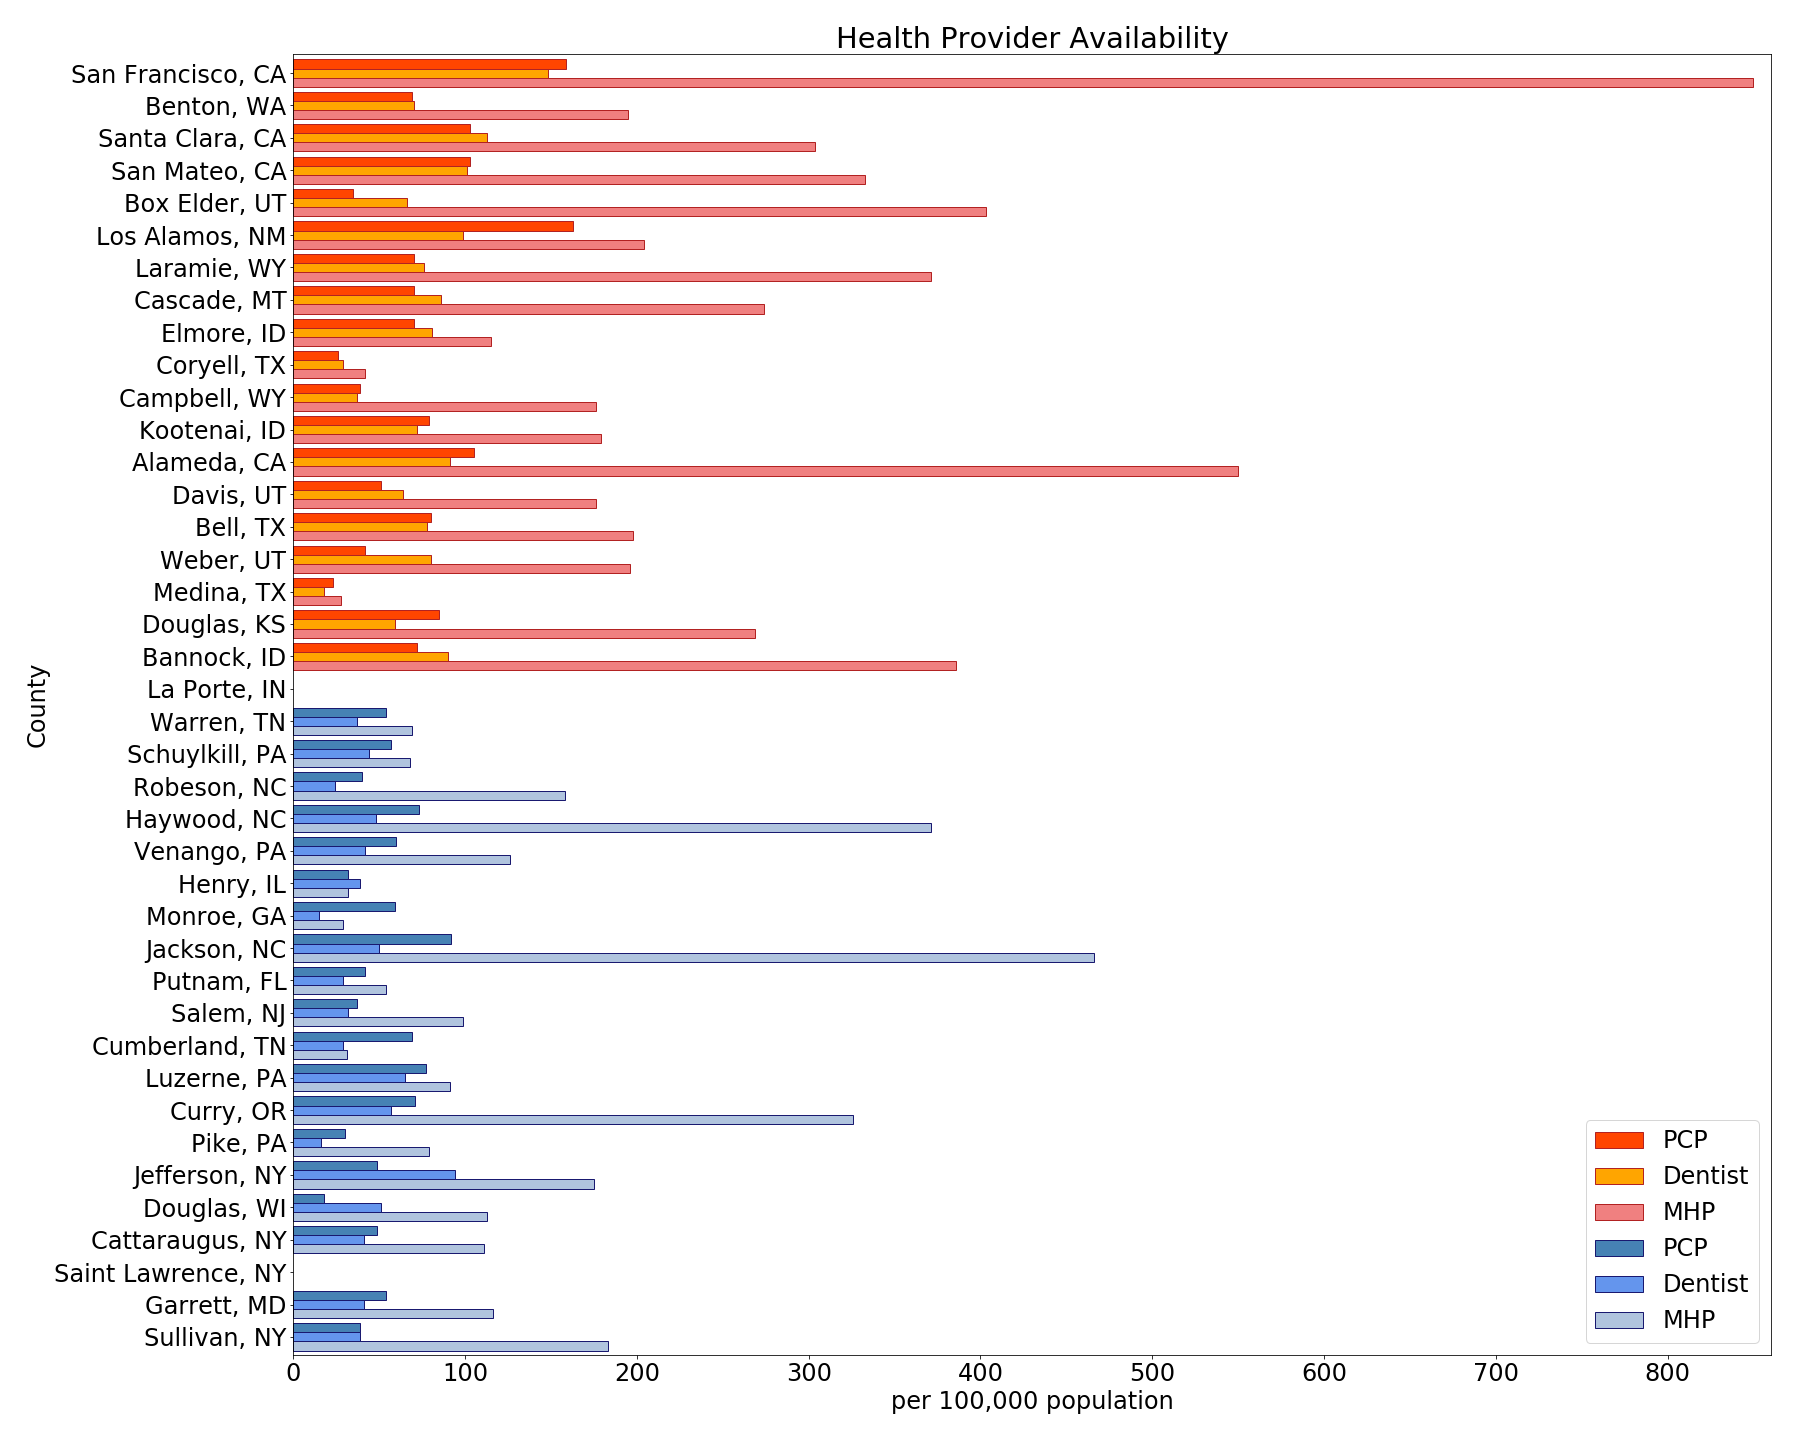 Health Provider Availability
San Francisco, CA
Benton, WA
Santa Clara, CA
San Mateo, CA
Box Elder, UT
Los Alamos, NM
Laramie, WY
Cascade, MT
Elmore, ID
Coryell, TX
Campbell, WY
Kootenai, ID
Alameda, CA
Davis, UT
Bell, TX
Weber, UT
Medina, TX
Douglas, KS
Bannock, ID
La Porte, IN
Warren, TN
Schuylkill, PA
Robeson, NC
Haywood, NC
Venango, PA
Henry, IL
Monroe, GA
Jackson, NC
Putnam, FL
Salem, NJ
Cumberland, TN
Luzerne, PA
Curry, OR
Pike, PA
Jefferson, NY
Douglas, WI
Cattaraugus, NY
Saint Lawrence, NY
Garrett, MD
Sullivan, NY
County
0 100 200 300 400 500 600 700 800
per 100,000 population
PCP
Dentist
MHP
PCP
Dentist
MHP